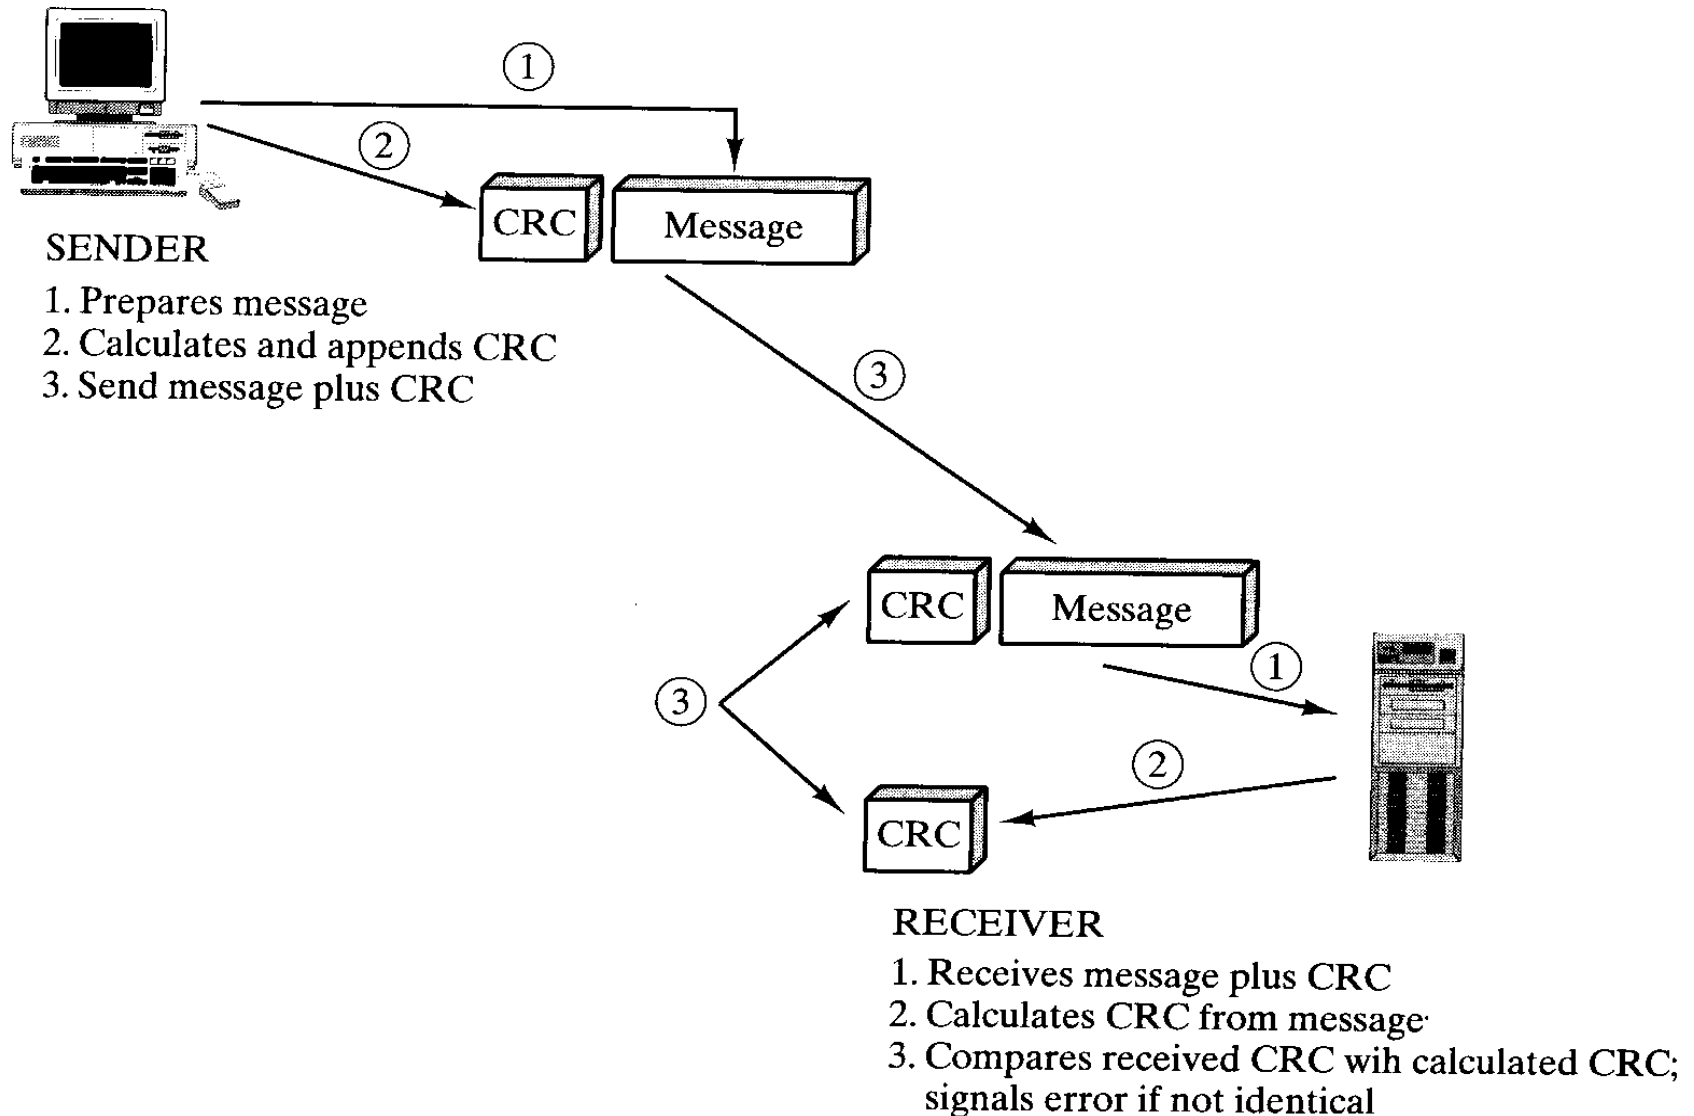 1
2
CRC
Message
SENDER
1. Prepares message
2. Calculates and appends CRC
3. Send message plus CRC
3
CRC
Message
1
3
2
CRC
RECEIVER
1. Receives message plus CRC
2. Calculates CRC from message
3. Compares received CRC wih calculated CRC;
signals error if not identical